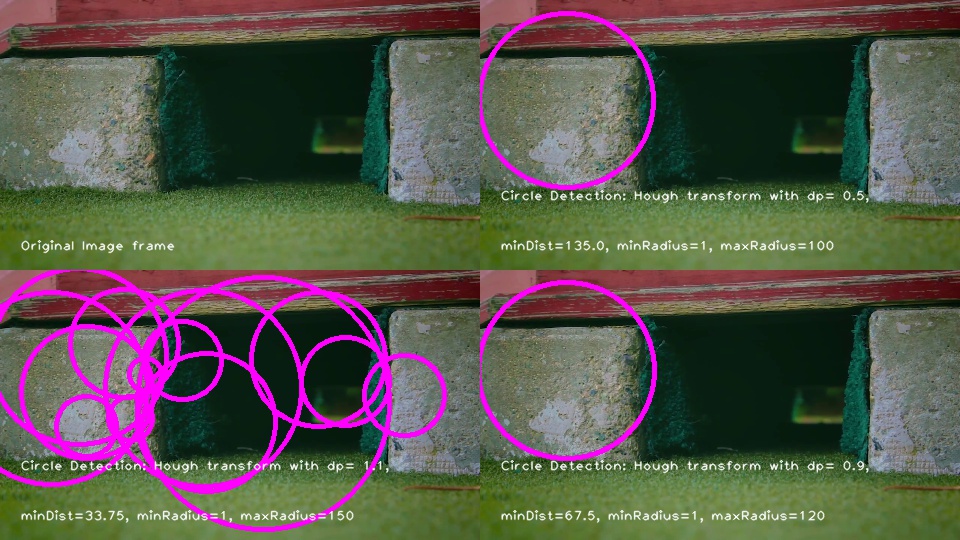 Original Image frame
Circle Detection: Hough transform with dp= 0.5,
minDist=135.0, minRadius=1, maxRadius=100
Circle Detection: Hough transform with dp= 1.1,
minDist=33.75, minRadius=1, maxRadius=150
Circle Detection: Hough transform with dp= 0.9,
minDist=67.5, minRadius=1, maxRadius=120